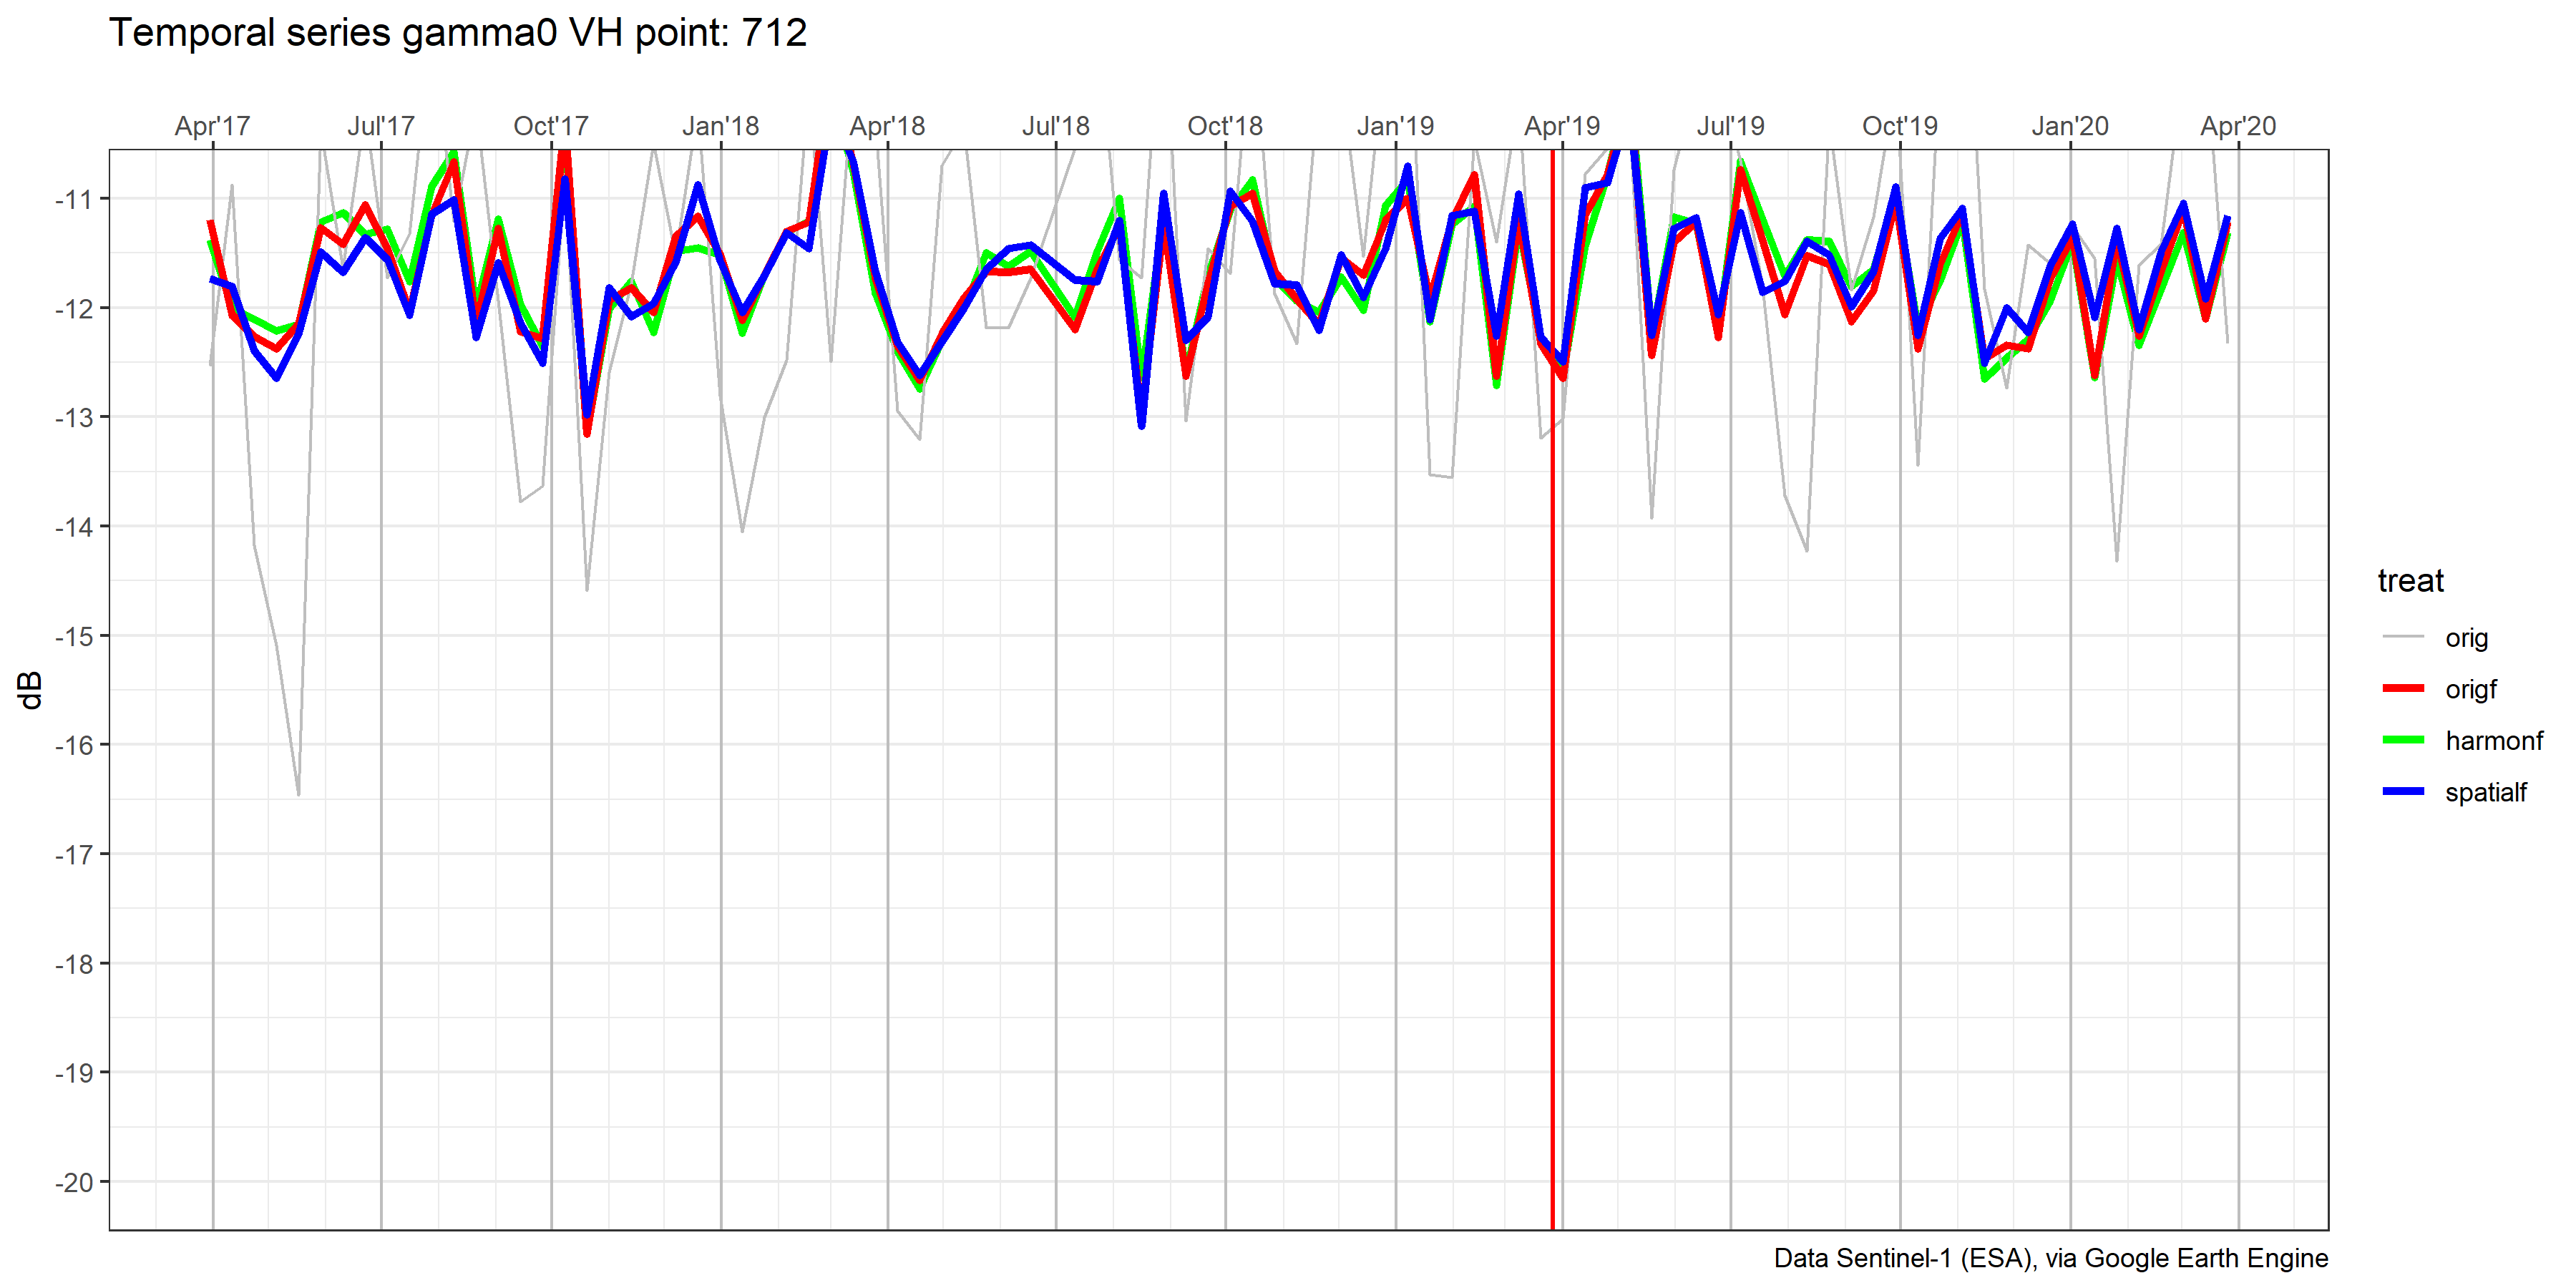 Temporal series gamma0 VH point: 712
Apr'17 Jul'17 Oct'17 Jan'18 Apr'18 Jul'18 Oct'18 Jan'19 Apr'19 Jul'19 Oct'19 Jan'20 Apr'20
-11
-12
-13
-14
-15
-16
-17
-18
-19
-20
dB
treat
orig
origf
harmonf
spatialf
Data Sentinel-1 (ESA), via Google Earth Engine